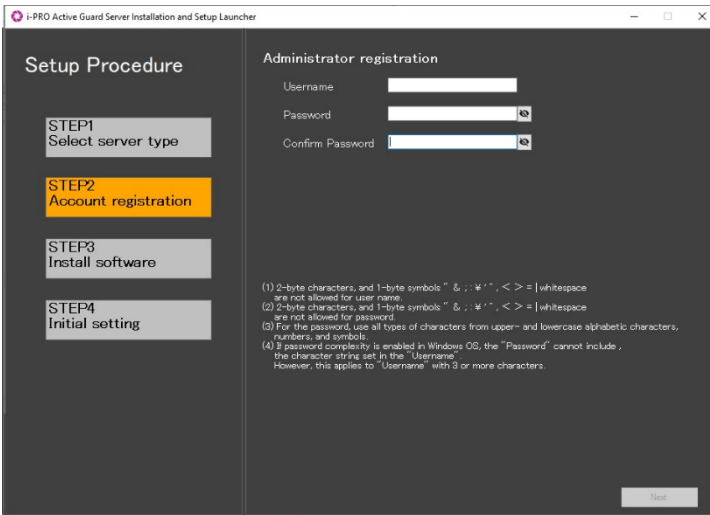 i-PRO Active Guard Server Installation and Setup Launcher
Setup Procedure
STEP1
Select server type
STEP2
Account registration
STEP3
Install software
STEP4
Initial setting
Administrator registration
Username
Password
Confirm Password
(1) 2-byte characters, and 1-byte symbols " & ; : ¥ ' ^ , < > = | whitespace
are not allowed for user name.
(2) 2-byte characters, and 1-byte symbols " & ; : ¥ ' ^ , < > = | whitespace
are not allowed for password.
(3) For the password, use all types of characters from upper- and lowercase alphabetic characters,
numbers, and symbols.
(4) If password complexity is enabled in Windows OS, the "Password" cannot include ,
the character string set in the "Username".
However, this applies to "Username" with 3 or more characters.
Next